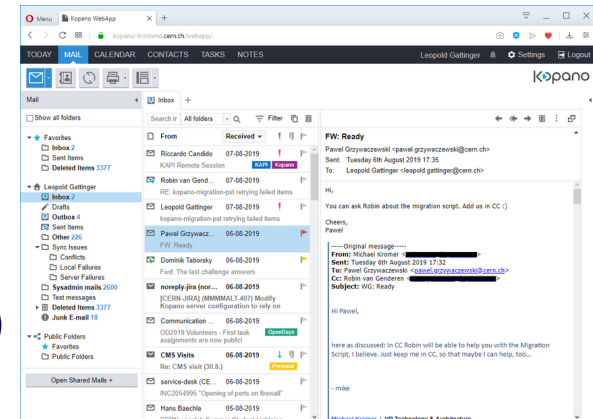 Menu
Kopano WebApp
kopano-frontend.cern.ch/webapp/
TODAY MAIL CALENDAR CONTACTS TASKS NOTES
Leopold Gattinger
Settings
Logout
Kopano
Mail
Show all folders
Favorites
Inbox 2
Sent Items
Deleted Items 3377
Leopold Gattinger
Inbox 2
Drafts
Outbox 4
Sent Items
Other 226
Sync Issues
Conflicts
Local Failures
Server Failures
Sysadmin mails 2600
Test messages
Deleted Items 3377
Junk E-mail 18
Public Folders
Favorites
Public Folders
Open Shared Mails +
Inbox
Search ir All folders Filter
From Received
Riccardo Candido 07-08-2019
KAPI Remote Session KAPI Kopano
Robin van Gend... 07-08-2019
RE: kopano-migration-pst retrying failed items
Leopold Gattinger 07-08-2019
kopano-migration-pst retrying failed items
Pawel Grzywacz... 06-08-2019
FW: Ready
Dominik Taborsky 06-08-2019
Fwd: The last challenge answers
noreply-jira (nor... 06-08-2019
[CERN-JIRA] (MMMMALT-407) Modify
Kopano server configuration to rely on
Communication ... 06-08-2019
OD2019 Volunteers - First task
assignments are now public!
OpenDays
CMS Visits 06-08-2019
Re: CMS visit (30.8.) Personal
service-desk (CE... 06-08-2019
INC2054995 "Opening of ports on firewall"
Hans Baechle 05-08-2019
FW: Ready
Pawel Grzywaczewski <pawel.grzywaczewski@cern.ch>
Sent: Tuesday 6th August 2019 17:35
To: Leopold Gattinger <leopold.gattinger@cern.ch>
Hi,
You can ask Robin about the migration script. Add us in CC :)
Cheers,
Pawel
-----Original message-----
From: Michael Kromer <
Sent: Tuesday 6th August 2019 17:32
To: Pawel Grzywaczewski <pawel.grzywaczewski@cern.ch>
Cc: Robin van Genderen <
Subject: WG: Ready
Hi Pawel,
here as discussed: In CC Robin will be able to help you with the Migration
Script, I believe. Just keep me in CC, so that maybe I can help, too...
- mike
Michael Kromer / VP Technology & Architecture